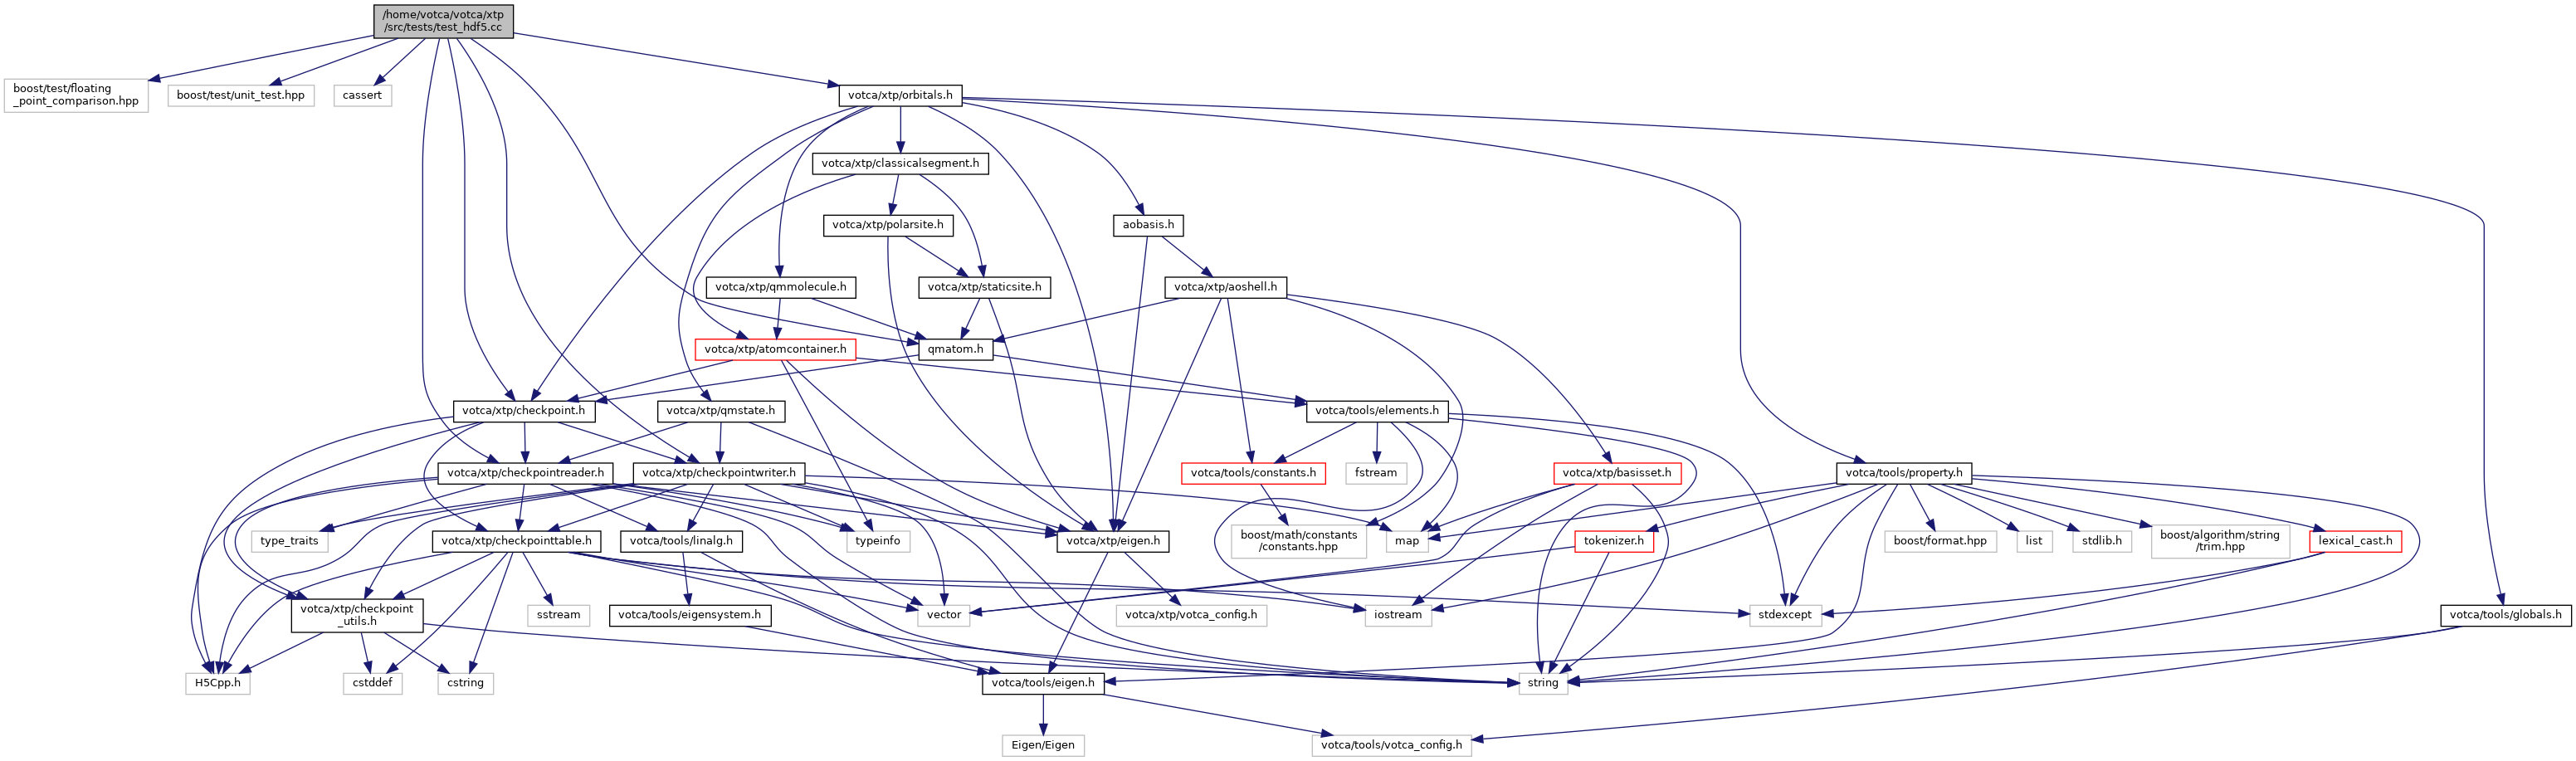 /home/votca/votca/xtp
/src/tests/test_hdf5.cc
boost/test/floating
_point_comparison.hpp
boost/test/unit_test.hpp
cassert
votca/xtp/orbitals.h
votca/xtp/classicalsegment.h
votca/xtp/polarsite.h
aobasis.h
votca/xtp/qmmolecule.h
votca/xtp/staticsite.h
votca/xtp/aoshell.h
votca/xtp/atomcontainer.h
qmatom.h
votca/xtp/checkpoint.h
votca/xtp/qmstate.h
votca/tools/elements.h
votca/xtp/checkpointreader.h
votca/xtp/checkpointwriter.h
votca/tools/constants.h
fstream
votca/xtp/basisset.h
votca/tools/property.h
type_traits
votca/xtp/checkpointtable.h
votca/tools/linalg.h
typeinfo
votca/xtp/eigen.h
boost/math/constants
/constants.hpp
map
tokenizer.h
boost/format.hpp
list
stdlib.h
boost/algorithm/string
/trim.hpp
lexical_cast.h
votca/xtp/checkpoint
_utils.h
sstream
votca/tools/eigensystem.h
vector
votca/xtp/votca_config.h
iostream
stdexcept
votca/tools/globals.h
H5Cpp.h
cstddef
cstring
votca/tools/eigen.h
string
Eigen/Eigen
votca/tools/votca_config.h